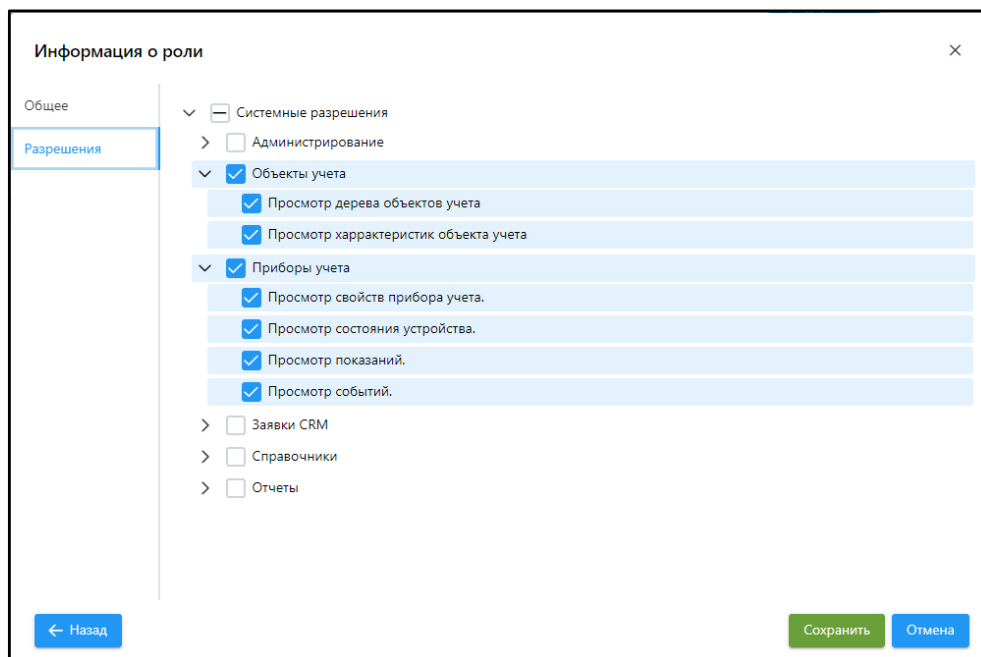 Информация о роли
Общее
Разрешения
Системные разрешения
Администрирование
Объекты учета
Просмотр дерева объектов учета
Просмотр харрактеристик объекта учета
Приборы учета
Просмотр свойств прибора учета.
Просмотр состояния устройства.
Просмотр показаний.
Просмотр событий.
Заявки CRM
Справочники
Отчеты
Назад
Сохранить
Отмена